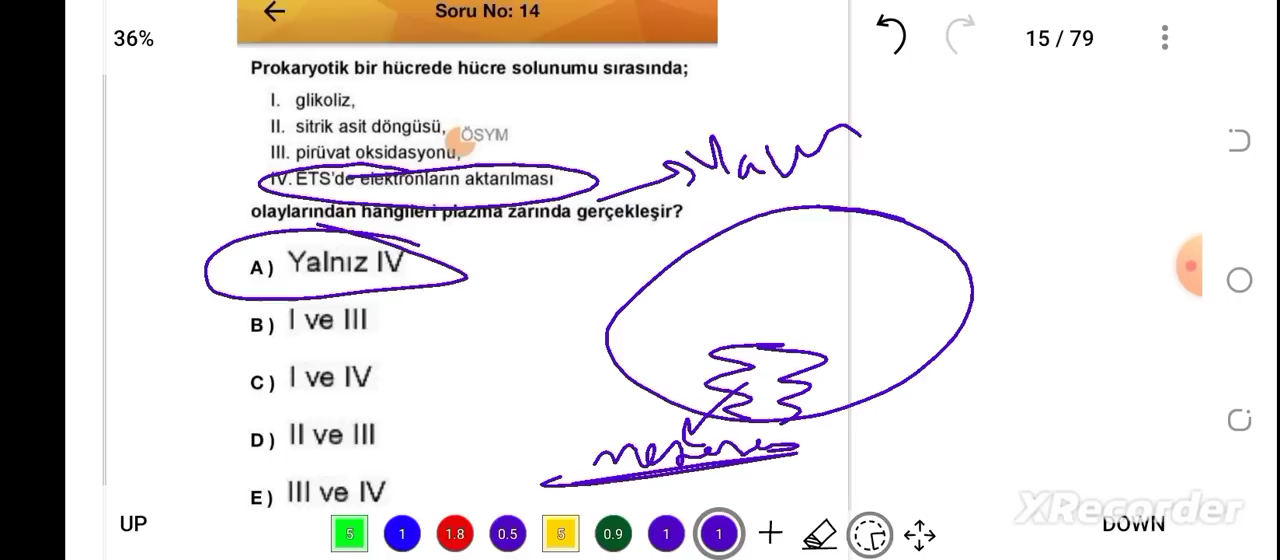 Soru No: 14
36%
15 / 79
Prokaryotik bir hücrede hücre solunumu sırasında;
I. glikoliz,
II. sitrik asit döngüsü,
ÖSYM
III. pirüvat oksidasyonu,
IV. ETS'de elektronların aktarılması
olaylarından hangileri plazma zarında gerçekleşir?
A) Yalnız IV
B) I ve III
C) I ve IV
D) II ve III
E) III ve IV
XRecorder
UP
5 1 1.8 0.5 5 0.9 1 1
DOWN